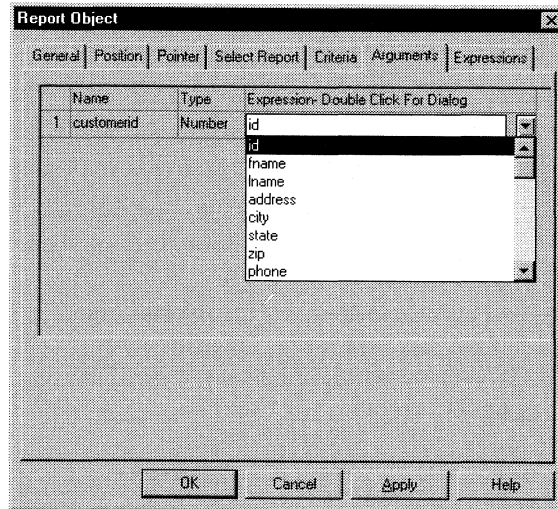 Report Object
General Position Pointer Select Report Criteria Arguments Expressions
Name Type Expression- Double Click For Dialog
1 customerid Number id
id
fname
lname
address
city
state
zip
phone
OK Cancel Apply Help